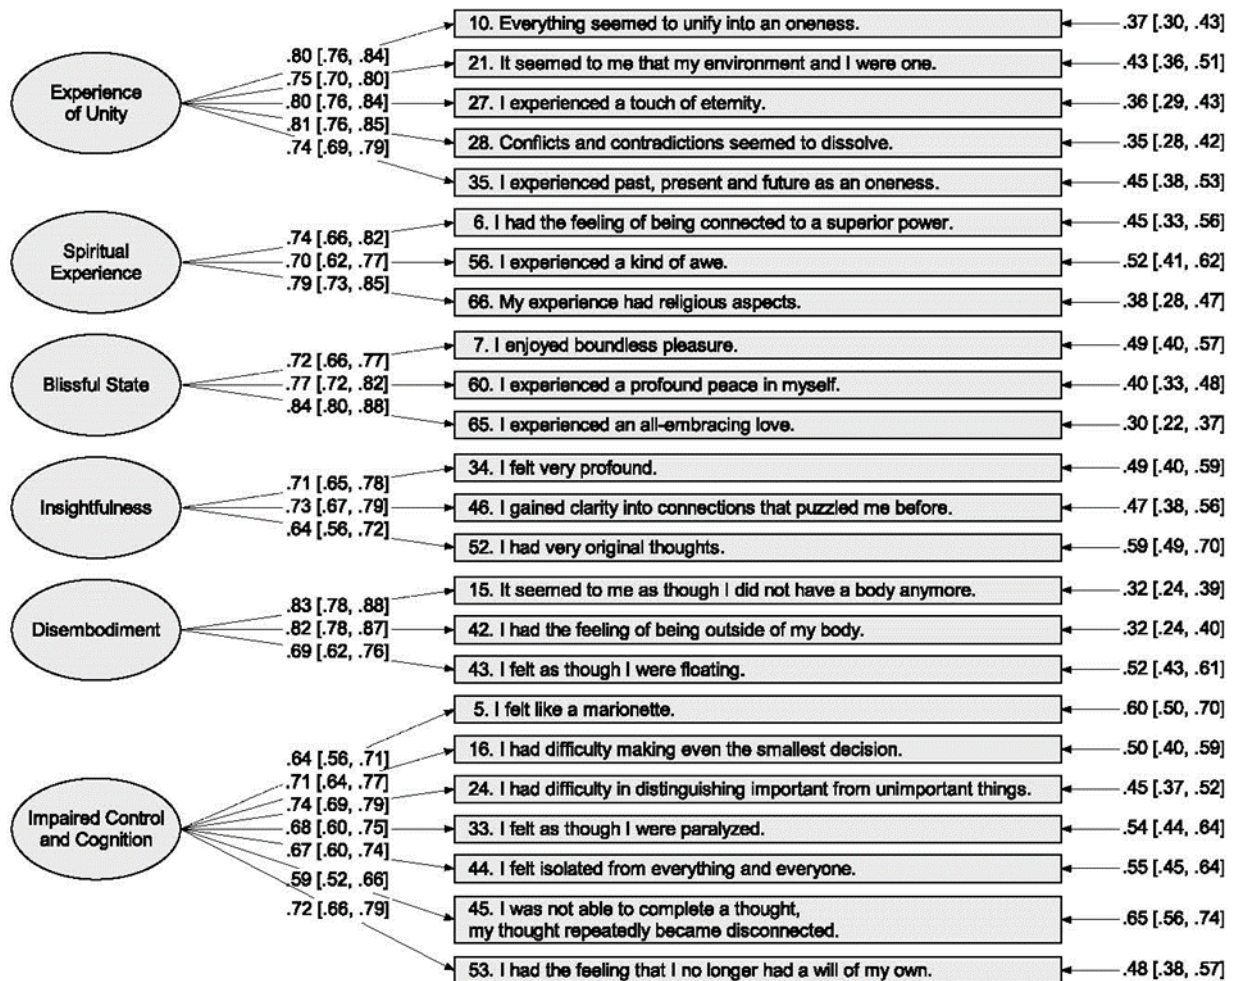 10. Everything seemed to unify into an oneness.
.37 [.30, .43]
.80 [.76, .84]
21. It seemed to me that my environment and I were one.
.43 [.36, .51]
.75 [.70, .80]
Experience
of Unity
27. I experienced a touch of eternity.
.36 [.29, .43]
.80 [.76, .84]
28. Conflicts and contradictions seemed to dissolve.
.35 [.28, .42]
.81 [.76, .85]
35. I experienced past, present and future as an oneness.
.45 [.38, .53]
.74 [.69, .79]
6. I had the feeling of being connected to a superior power.
.45 [.33, .56]
.74 [.66, .82]
Spiritual
Experience
56. I experienced a kind of awe.
.52 [.41, .62]
.70 [.62, .77]
66. My experience had religious aspects.
.38 [.28, .47]
.79 [.73, .85]
7. I enjoyed boundless pleasure.
.49 [.40, .57]
.72 [.66, .77]
Blissful State
60. I experienced a profound peace in myself.
.40 [.33, .48]
.77 [.72, .82]
65. I experienced an all-embracing love.
.30 [.22, .37]
.84 [.80, .88]
34. I felt very profound.
.49 [.40, .59]
.71 [.65, .78]
Insightfulness
46. I gained clarity into connections that puzzled me before.
.47 [.38, .56]
.73 [.67, .79]
52. I had very original thoughts.
.59 [.49, .70]
.64 [.56, .72]
15. It seemed to me as though I did not have a body anymore.
.32 [.24, .39]
.83 [.78, .88]
Disembodiment
42. I had the feeling of being outside of my body.
.32 [.24, .40]
.82 [.78, .87]
43. I felt as though I were floating.
.52 [.43, .61]
.69 [.62, .76]
5. I felt like a marionette.
.60 [.50, .70]
.64 [.56, .71]
16. I had difficulty making even the smallest decision.
.50 [.40, .59]
.71 [.64, .77]
24. I had difficulty in distinguishing important from unimportant things.
.45 [.37, .52]
.74 [.69, .79]
Impaired Control
and Cognition
33. I felt as though I were paralyzed.
.54 [.44, .64]
.68 [.60, .75]
44. I felt isolated from everything and everyone.
.55 [.45, .64]
.67 [.60, .74]
45. I was not able to complete a thought,
my thought repeatedly became disconnected.
.65 [.56, .74]
.59 [.52, .66]
53. I had the feeling that I no longer had a will of my own.
.48 [.38, .57]
.72 [.66, .79]